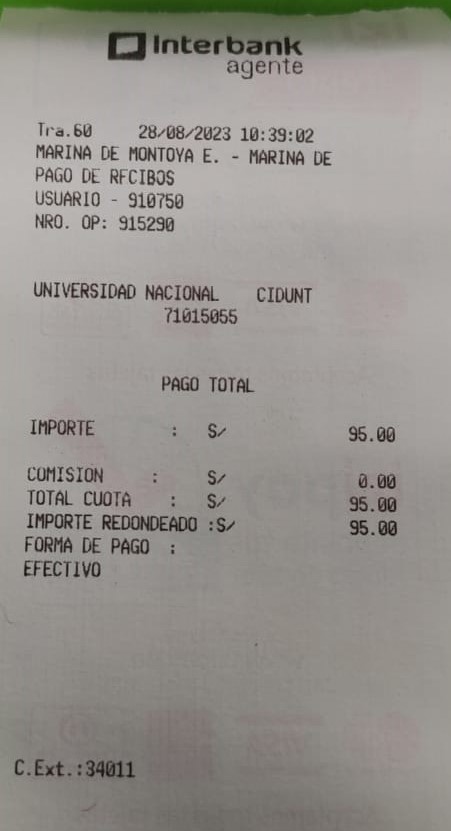 Interbank
agente
Tra.60 28/08/2023 10:39:02
MARINA DE MONTOYA E. - MARINA DE
PAGO DE RECIBOS
USUARIO - 910750
NRO. OP: 915290
UNIVERSIDAD NACIONAL CIDUNT
71015055
PAGO TOTAL
IMPORTE : S/ 95.00
COMISION : S/ 0.00
TOTAL CUOTA : S/ 95.00
IMPORTE REDONDEADO :S/ 95.00
FORMA DE PAGO :
EFECTIVO
C.Ext.:34011